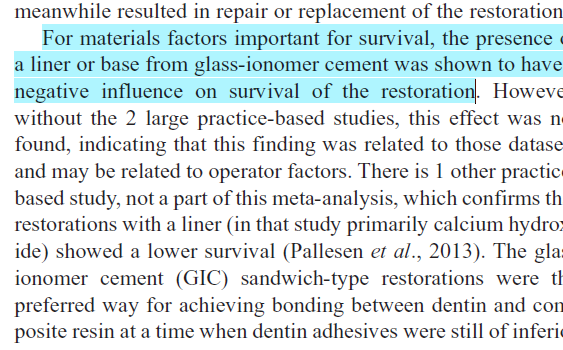 meanwhile resulted in repair or replacement of the restoration
For materials factors important for survival, the presence
a liner or base from glass-ionomer cement was shown to have
negative influence on survival of the restoration. Howeve
without the 2 large practice-based studies, this effect was n
found, indicating that this finding was related to those datase
and may be related to operator factors. There is 1 other practic
based study, not a part of this meta-analysis, which confirms th
restorations with a liner (in that study primarily calcium hydrox
ide) showed a lower survival (Pallesen et al., 2013). The gla
ionomer cement (GIC) sandwich-type restorations were th
preferred way for achieving bonding between dentin and com
posite resin at a time when dentin adhesives were still of inferi